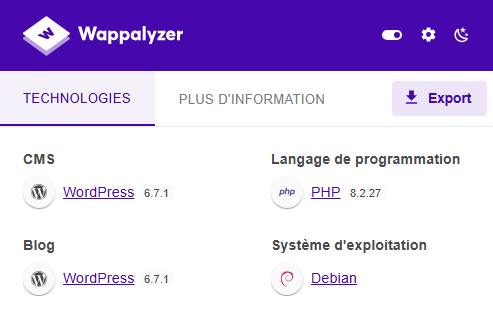 Wappalyzer
TECHNOLOGIES
PLUS D'INFORMATION
Export
CMS
WordPress 6.7.1
Langage de programmation
php PHP 8.2.27
Blog
WordPress 6.7.1
Système d'exploitation
Debian